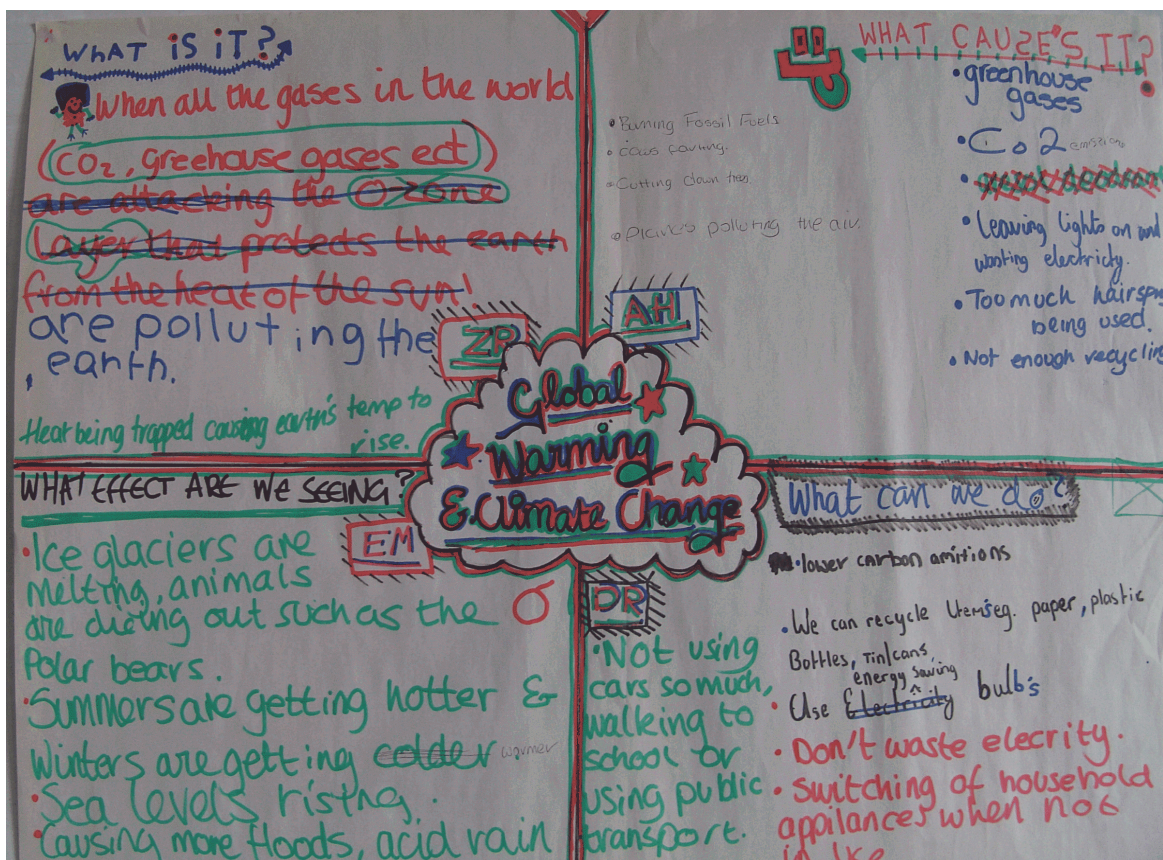 WHAT IS IT?
When all the gases in the world
(CO2, greehouse gases ect)
are attacking the Ozone
Layer that protects the earth
from the heat of the sun!
are polluting the
earth.
Heat being trapped causing earth's temp to
rise.
ZP
WHAT CAUSE'S IT?
• Burning Fossil Fuels
• cows farting.
• Cutting down trees
• planes polluting the air.
• greenhouse
gases
• Co2 emissions
• Leaving lights on and
wasting electricty.
• Too much hairspray
being used.
• Not enough recycling
AHI
Global
Warming
& Climate Change
WHAT EFFECT ARE WE SEEING?
EM
• Ice glaciers are
melting, animals
are dieing out such as the
Polar bears.
• Summers are getting hotter &
Winters are getting colder warmer
• Sea levels rising.
• Causing more floods, acid rain
What can we do?
DR
• Not using
cars so much,
walking to
school or
using public
transport.
• lower carbon amitions
• We can recycle Items eg. paper, plastic
Bottles, Tin/cans
energy saving
• Use Electricity bulb's
• Don't waste elecrity.
• Switching of household
appilances when not